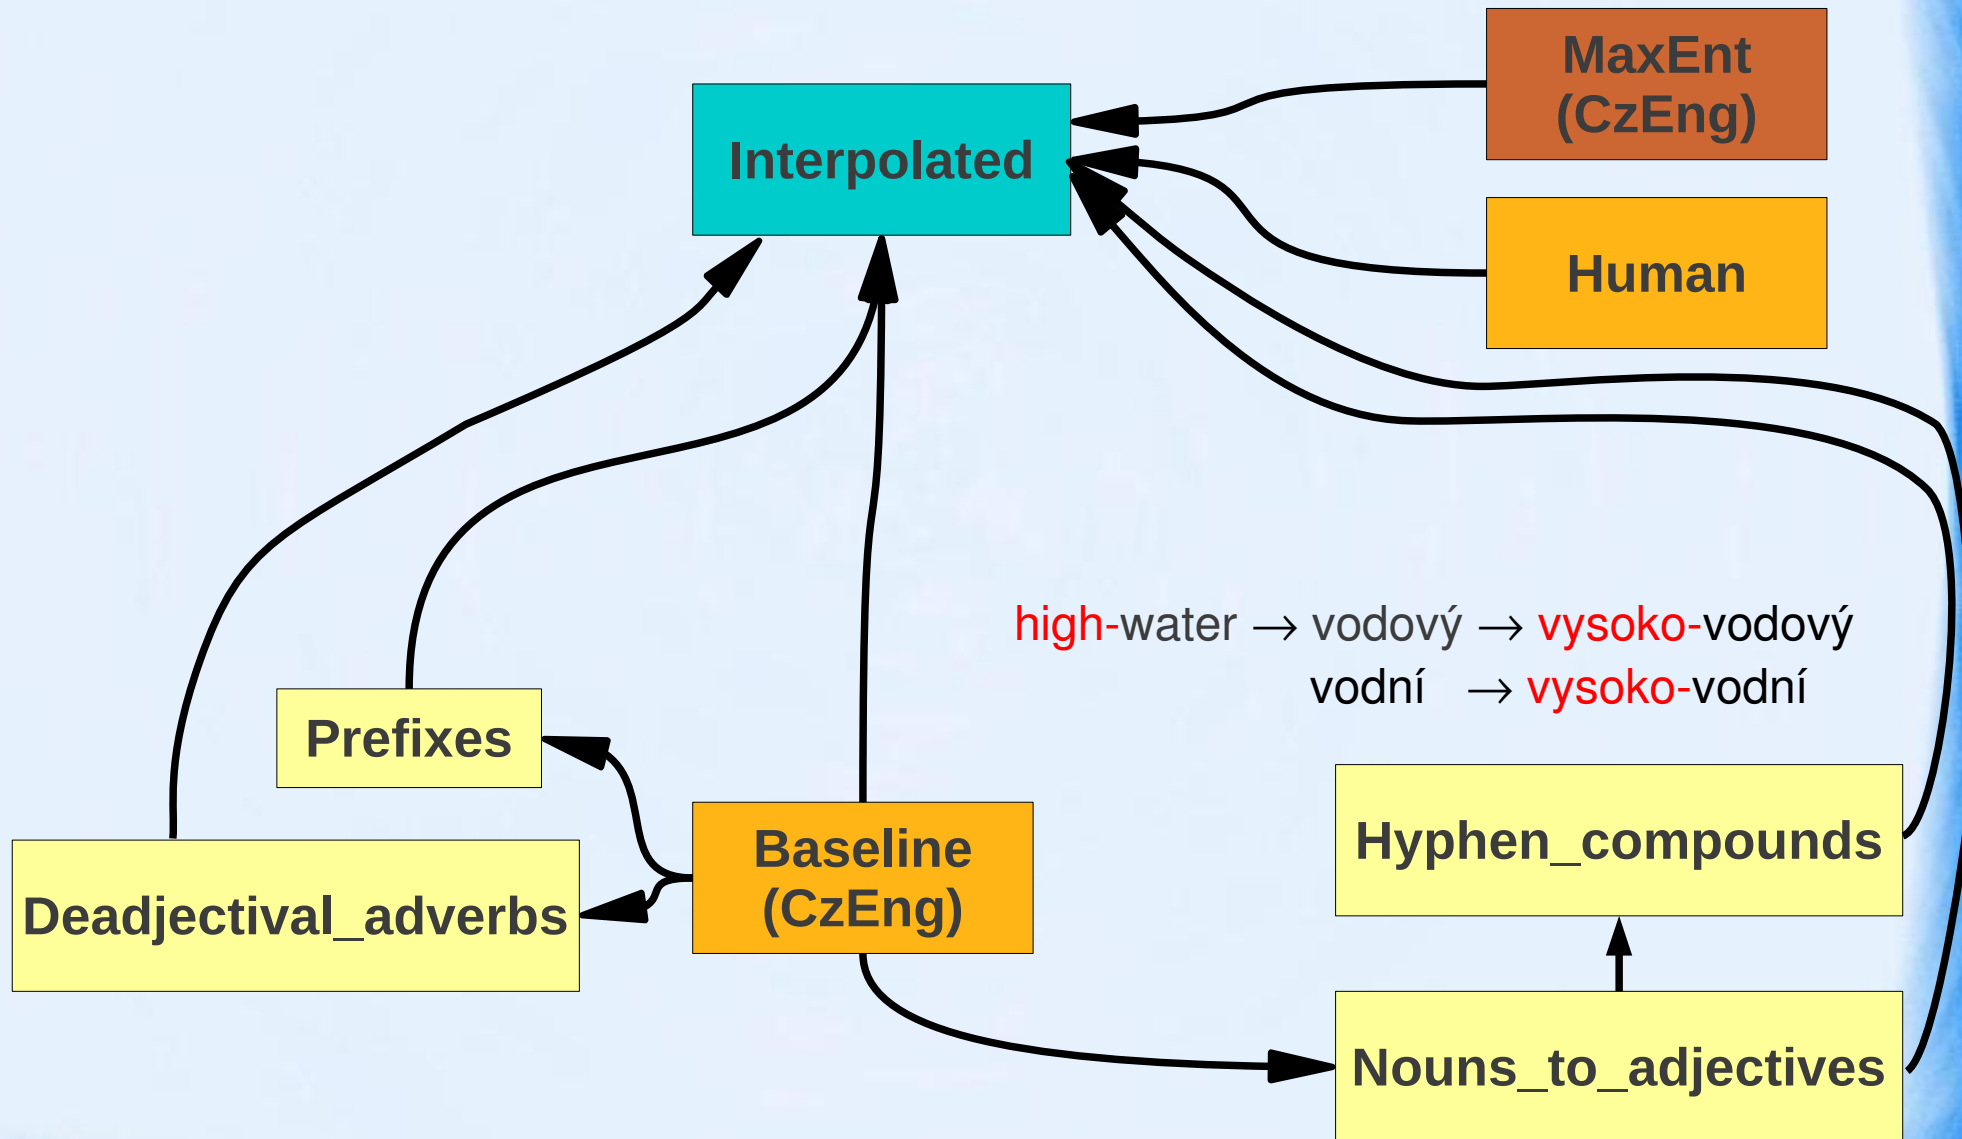 MaxEnt
(CzEng)
Interpolated
Human
high-water → vodový → vysoko-vodový
vodní → vysoko-vodní
Prefixes
Baseline
(CzEng)
Hyphen_compounds
Deadjectival_adverbs
Nouns_to_adjectives